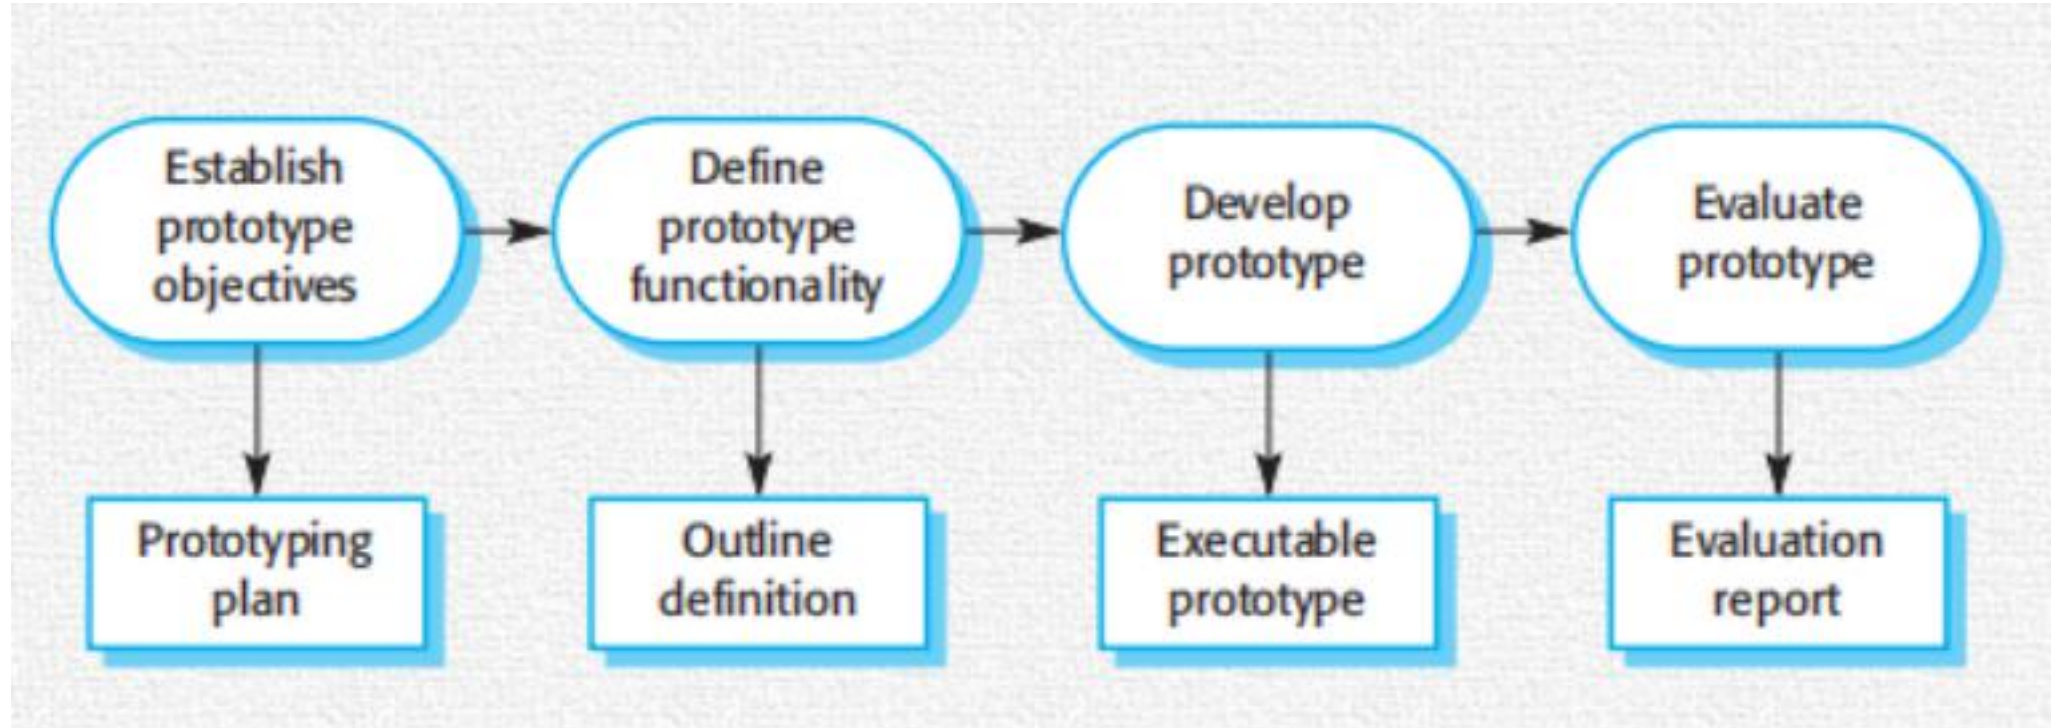 Establish
prototype
objectives
Define
prototype
functionality
Develop
prototype
Evaluate
prototype
Prototyping
plan
Outline
definition
Executable
prototype
Evaluation
report